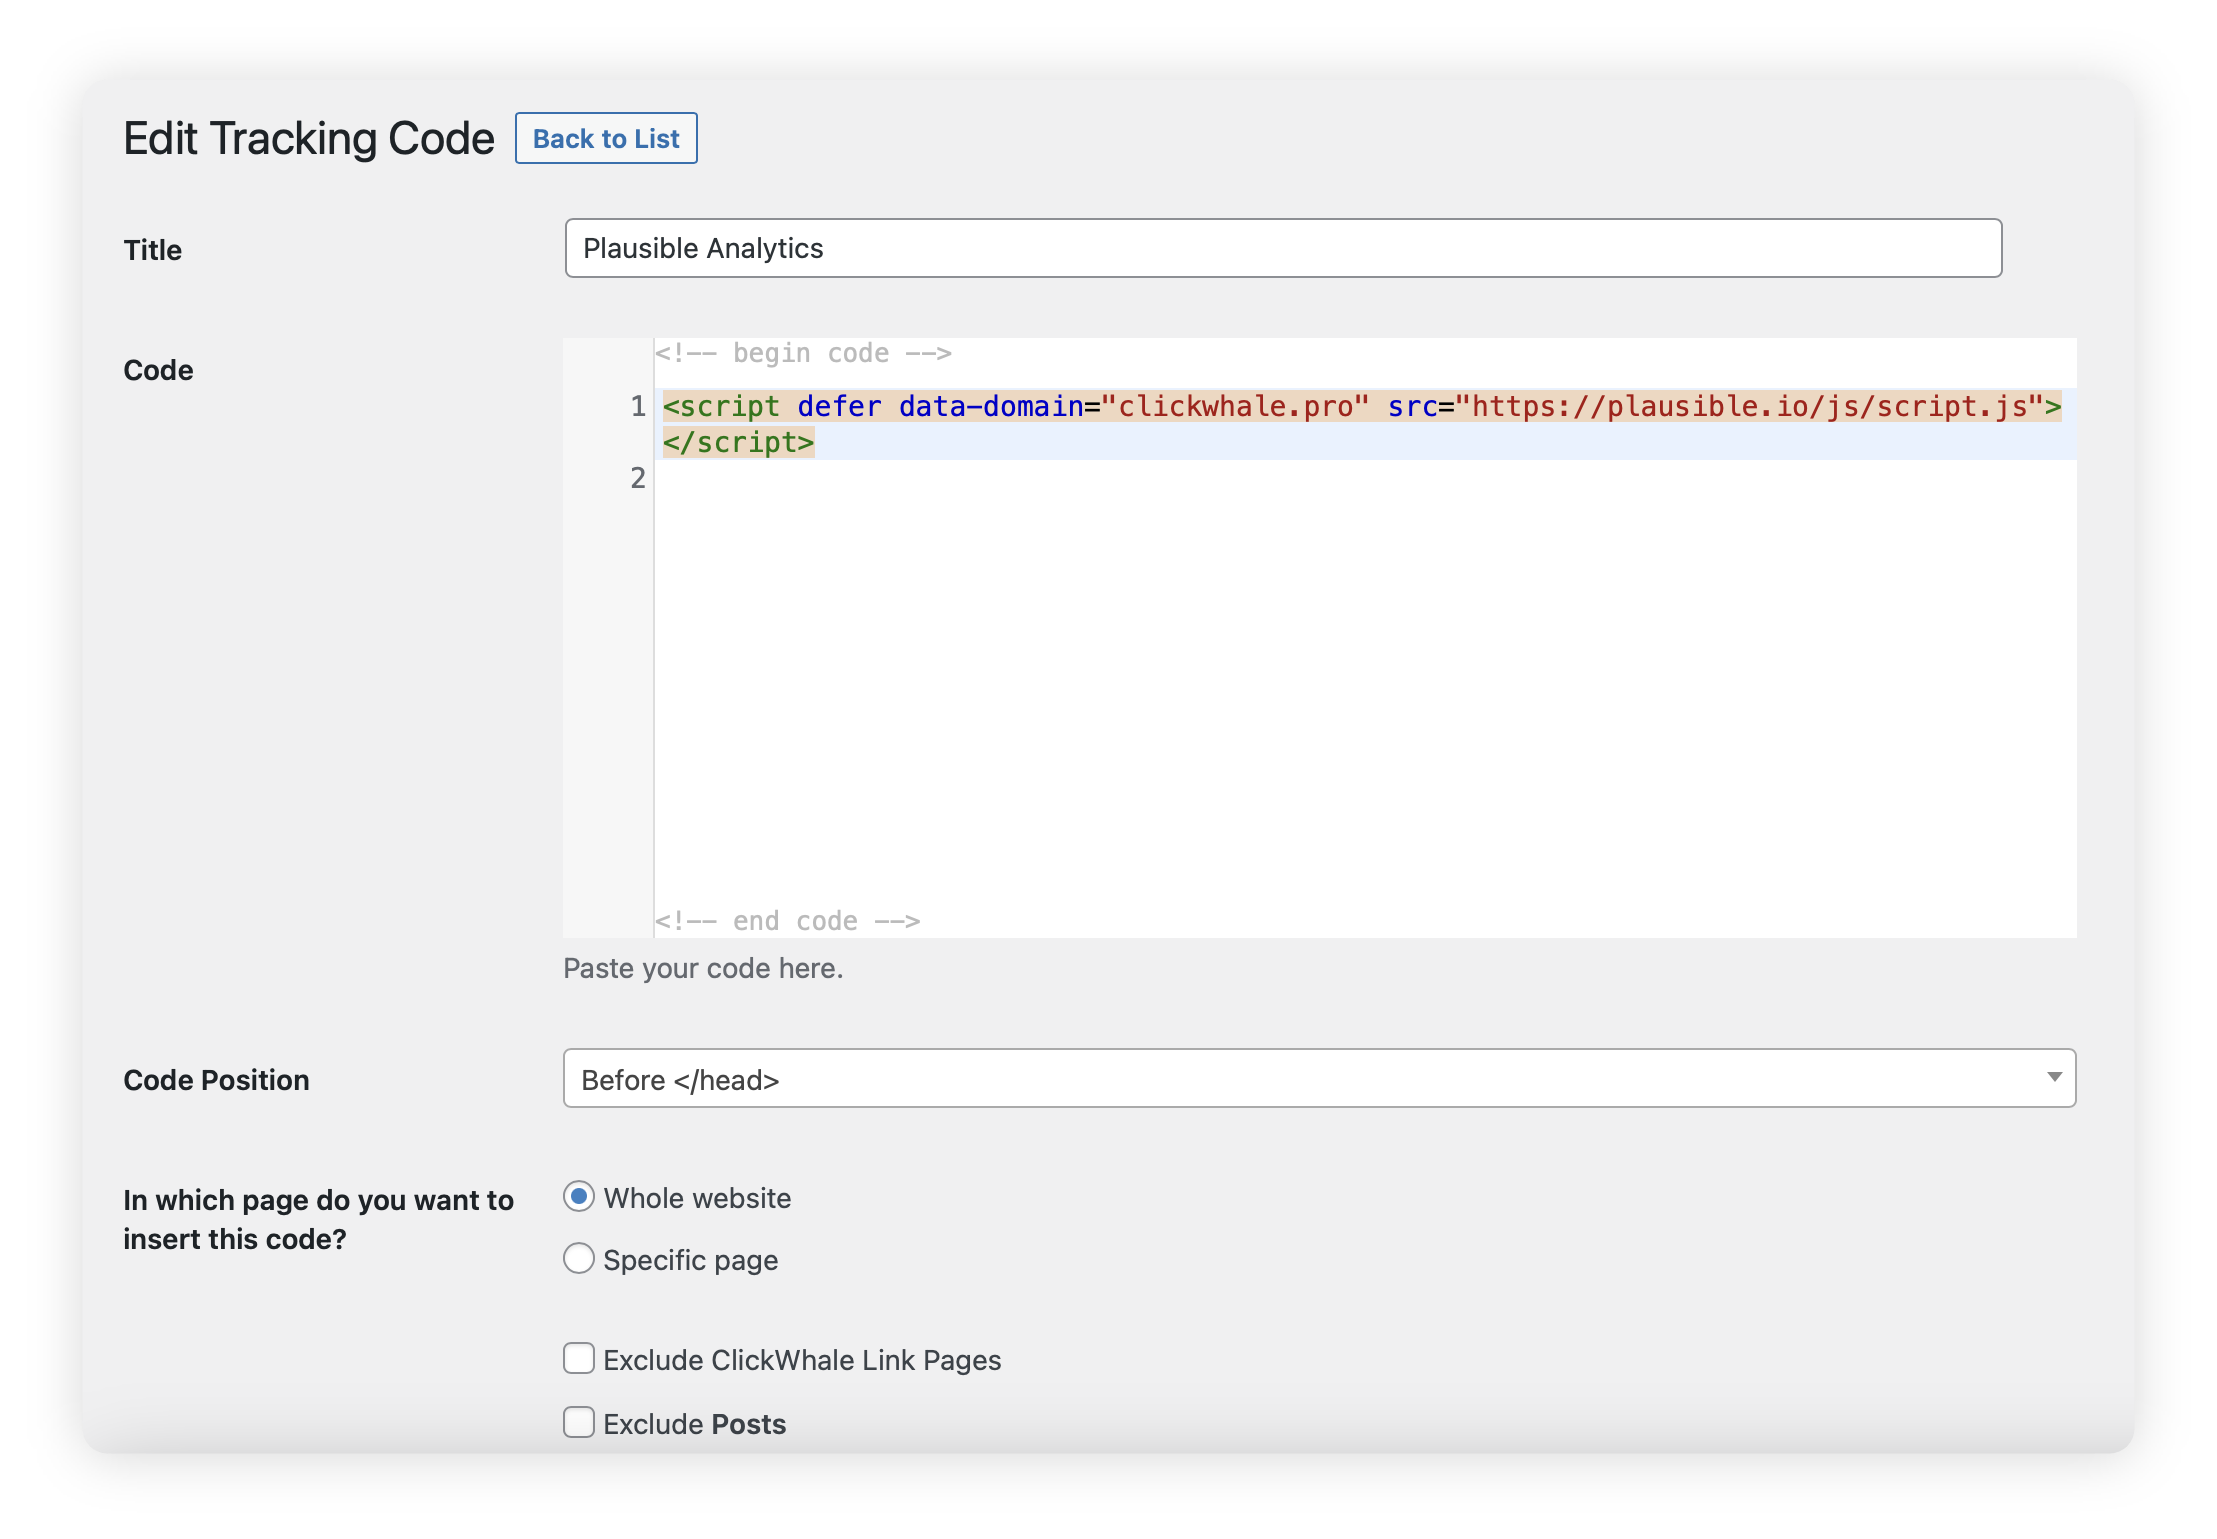 Edit Tracking Code Back to List
Title Plausible Analytics
Code
<!-- begin code -->
1 <script defer data-domain="clickwhale.pro" src="https://plausible.io/js/script.js">
</script>
2
<!-- end code -->
Paste your code here.
Code Position Before </head>
In which page do you want to
insert this code?
Whole website
Specific page
Exclude ClickWhale Link Pages
Exclude Posts